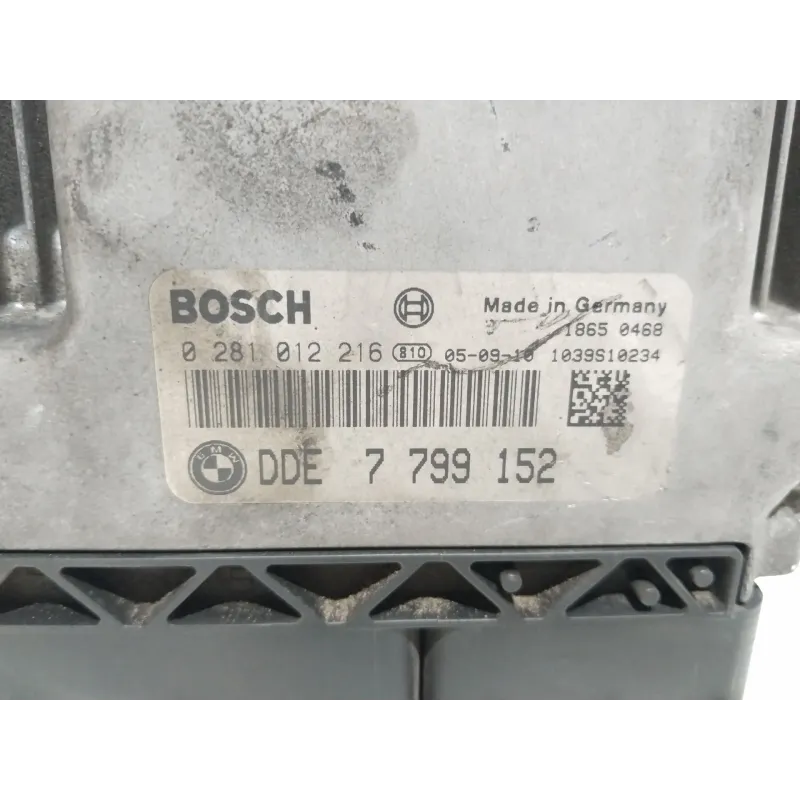 BOSCH
Made in Germany
1865 0468
0 281 012 216 810 05-09-10 1039S10234
BMW
DDE 7 799 152